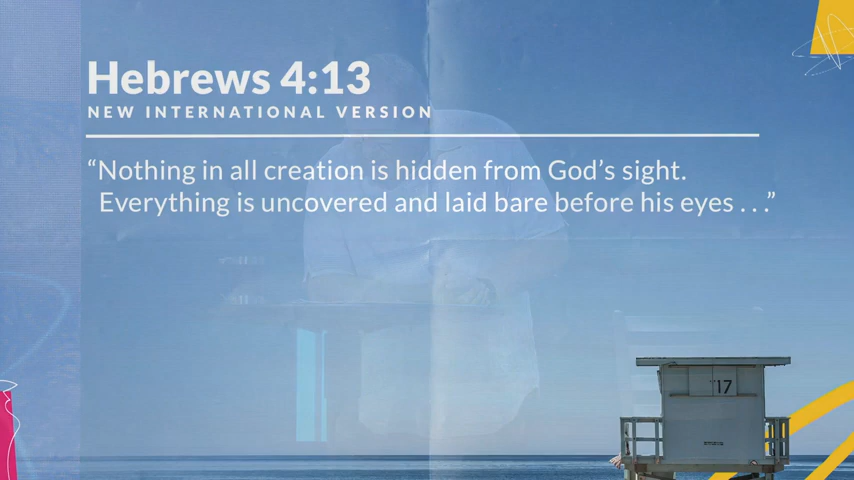 Hebrews 4:13
NEW INTERNATIONAL VERSION
“Nothing in all creation is hidden from God’s sight.
Everything is uncovered and laid bare before his eyes . . .”
17